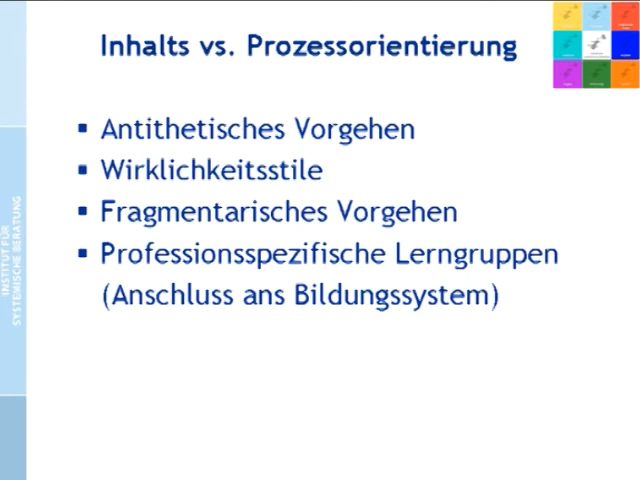 Inhalts vs. Prozessorientierung
Antithetisches Vorgehen
Wirklichkeitsstile
Fragmentarisches Vorgehen
Professionsspezifische Lerngruppen
(Anschluss ans Bildungssystem)
INSTITUT FÜR
SYSTEMISCHE BERATUNG